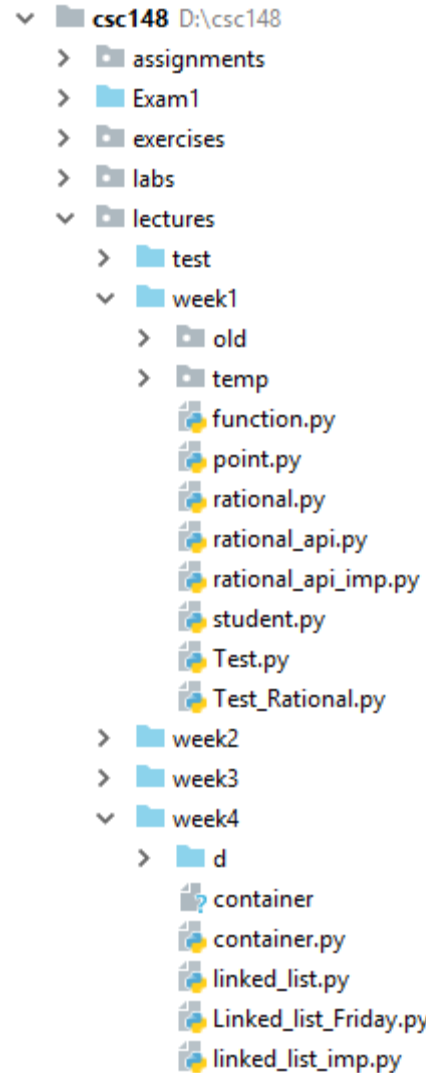 csc148 D:\csc148
assignments
Exam1
exercises
labs
lectures
test
week1
old
temp
function.py
point.py
rational.py
rational_api.py
rational_api_imp.py
student.py
Test.py
Test_Rational.py
week2
week3
week4
d
container
container.py
linked_list.py
Linked_list_Friday.py
linked_list_imp.py